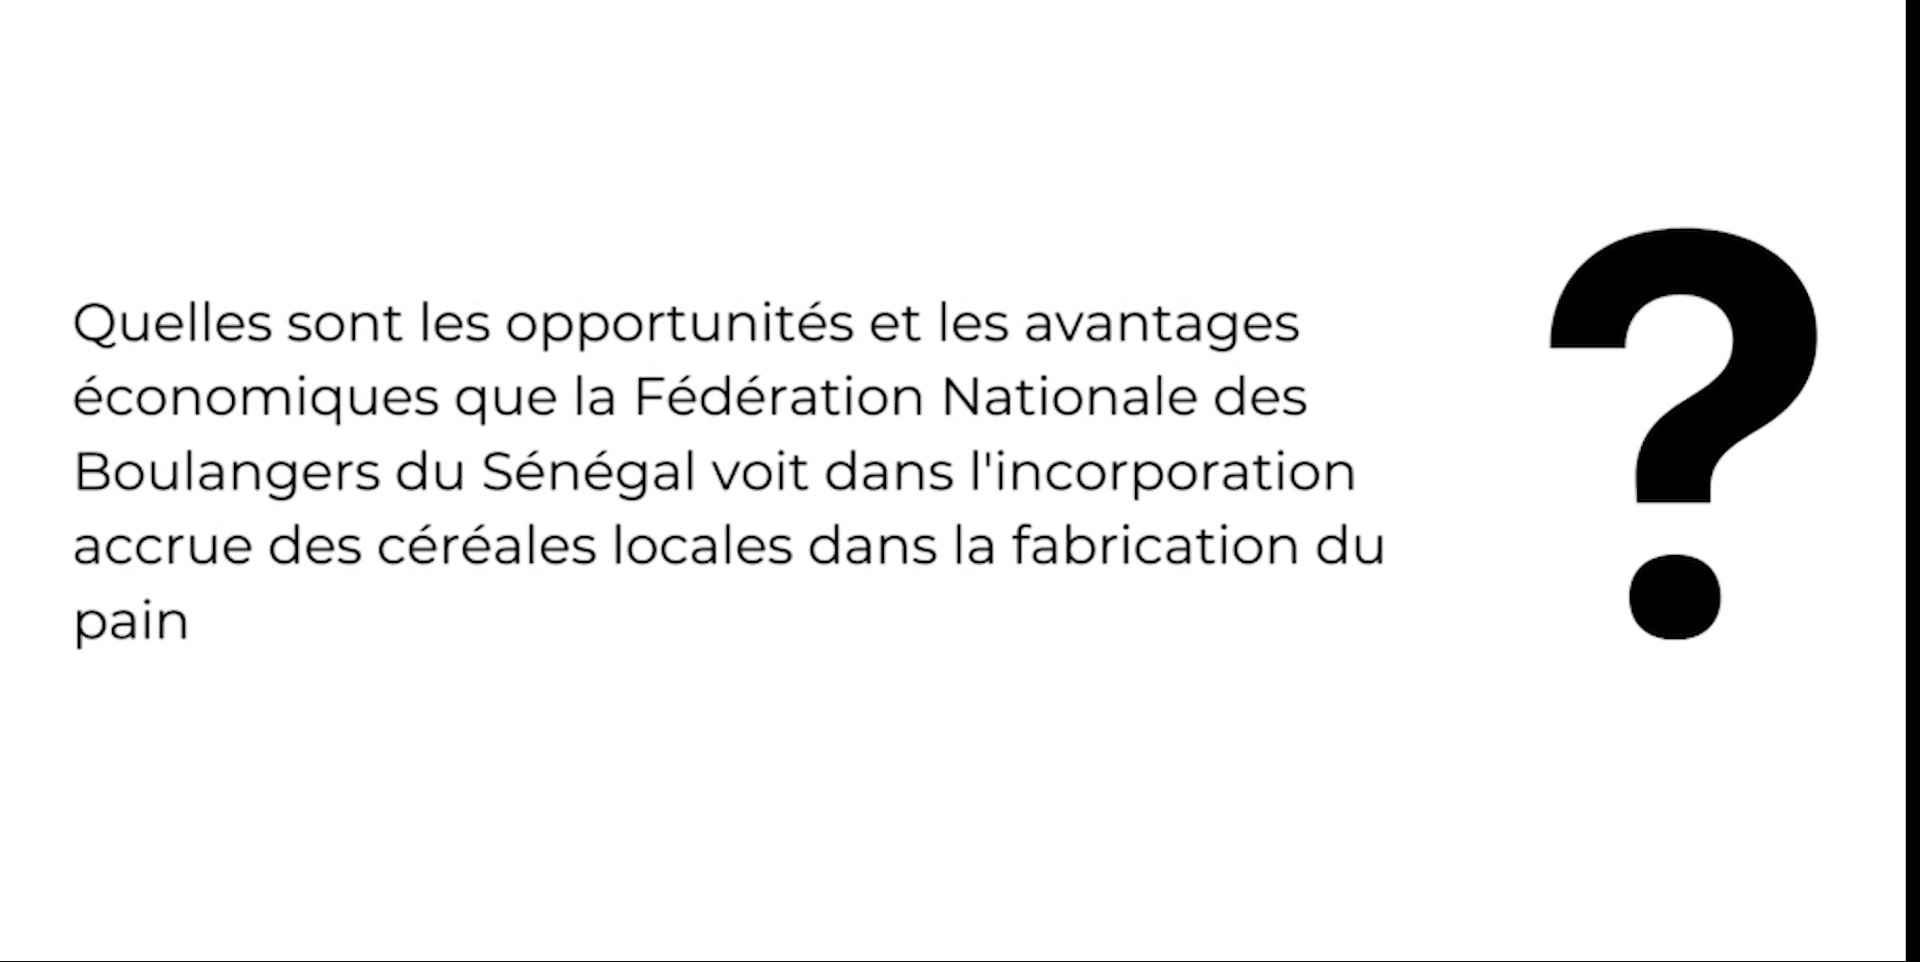 Quelles sont les opportunités et les avantages
économiques que la Fédération Nationale des
Boulangers du Sénégal voit dans l'incorporation
accrue des céréales locales dans la fabrication du
pain
?